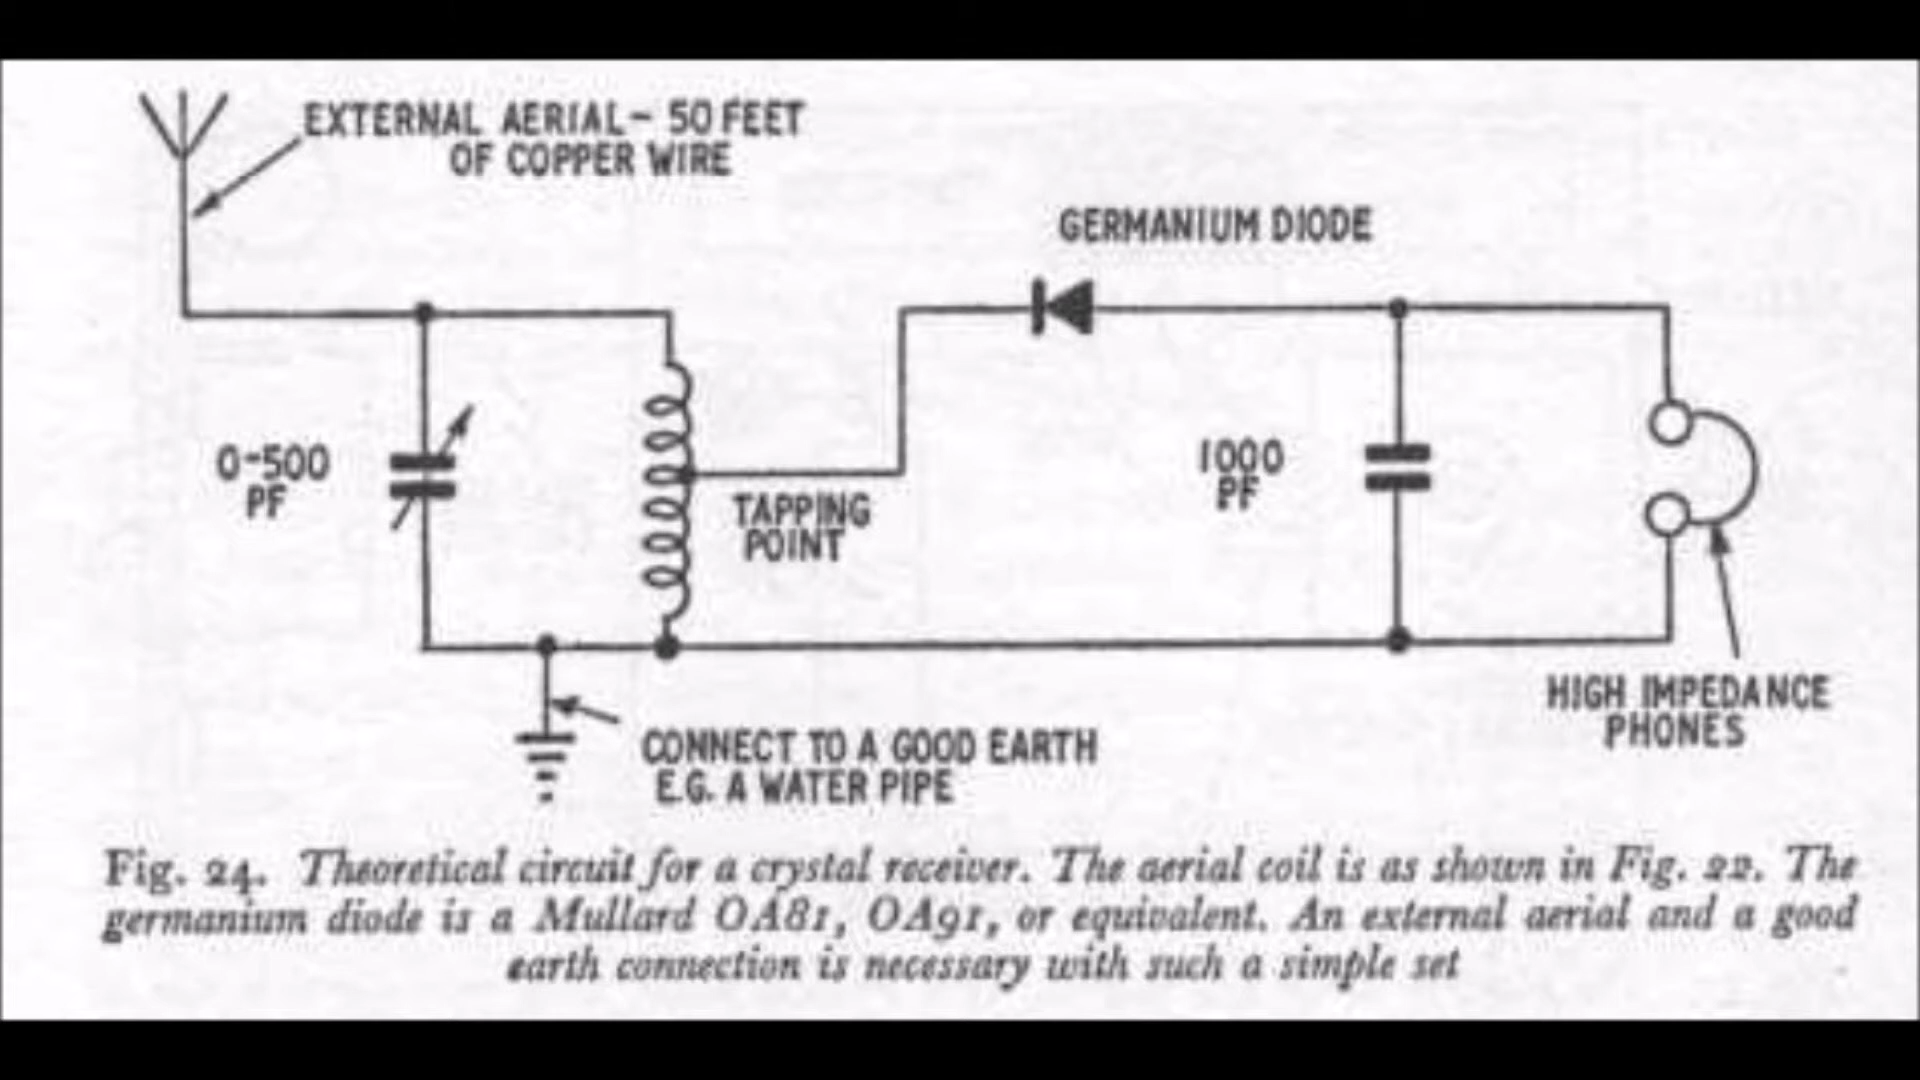 EXTERNAL AERIAL - 50 FEET
OF COPPER WIRE
GERMANIUM DIODE
0-500
PF
TAPPING
POINT
1000
PF
HIGH IMPEDANCE
PHONES
CONNECT TO A GOOD EARTH
E.G. A WATER PIPE
Fig. 24. Theoretical circuit for a crystal receiver. The aerial coil is as shown in Fig. 22. The
germanium diode is a Mullard OA81, OA91, or equivalent. An external aerial and a good
earth connection is necessary with such a simple set